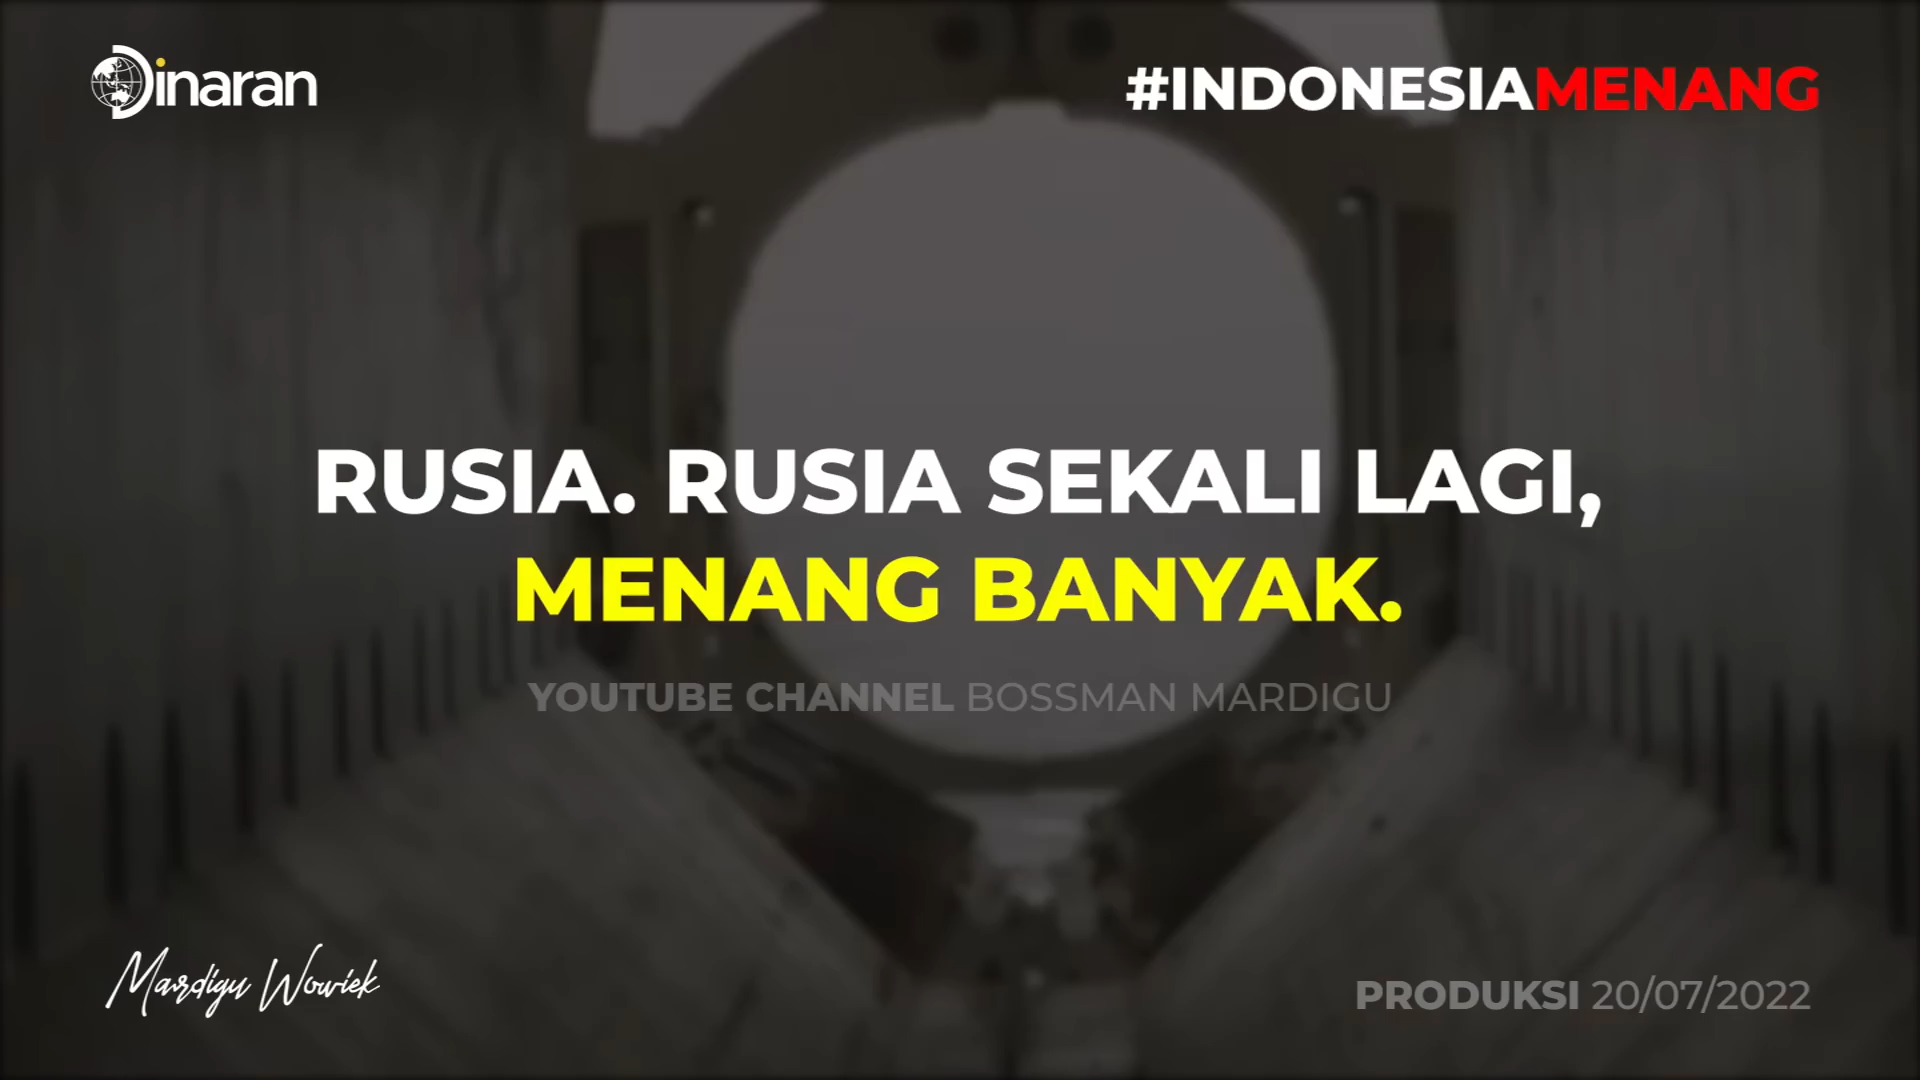 Dinaran
#INDONESIAMENANG
RUSIA. RUSIA SEKALI LAGI,
MENANG BANYAK.
YOUTUBE CHANNEL BOSSMAN MARDIGU
Mardigu Wowiek
PRODUKSI 20/07/2022